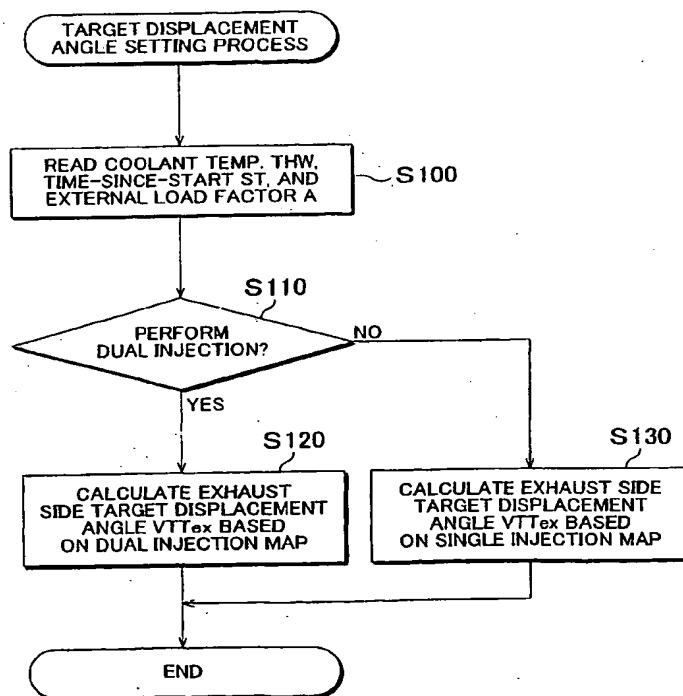 TARGET DISPLACEMENT
ANGLE SETTING PROCESS
READ COOLANT TEMP. THW,
TIME-SINCE-START ST, AND
EXTERNAL LOAD FACTOR A
S100
S110
PERFORM
DUAL INJECTION?
NO
YES
S120
CALCULATE EXHAUST
SIDE TARGET DISPLACEMENT
ANGLE VTTex BASED
ON DUAL INJECTION MAP
S130
CALCULATE EXHAUST SIDE
TARGET DISPLACEMENT
ANGLE VTTex BASED
ON SINGLE INJECTION MAP
END